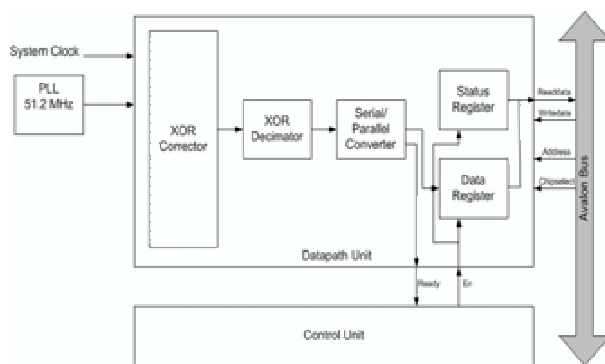 System Clock
PLL
51.2 MHz
XOR
Corrector
XOR
Decimator
Serial/
Parallel
Converter
Status
Register
Data
Register
Readdata
Writedata
Address
Chipselect
Avalon Bus
Datapath Unit
Ready
En
Control Unit